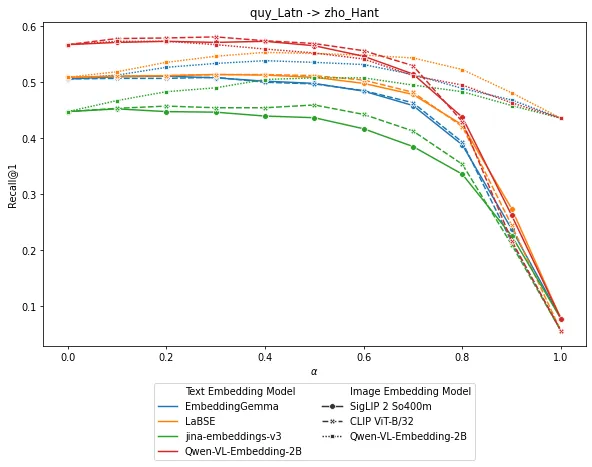 quy_Latn -> zho_Hant
Recall@1
0.6
0.5
0.4
0.3
0.2
0.1
0.0 0.2 0.4 0.6 0.8 1.0
α
Text Embedding Model
EmbeddingGemma
LaBSE
jina-embeddings-v3
Qwen-VL-Embedding-2B
Image Embedding Model
SigLIP 2 So400m
CLIP ViT-B/32
Qwen-VL-Embedding-2B